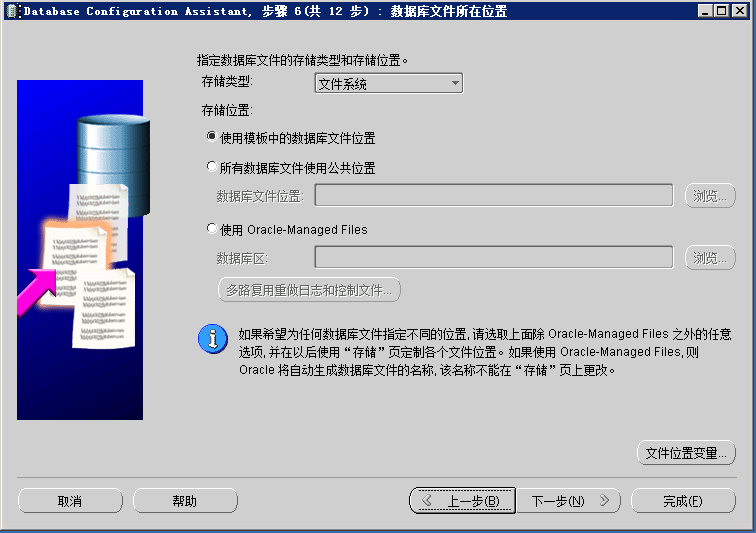 Database Configuration Assistant, 步骤 6(共 12 步) : 数据库文件所在位置
指定数据库文件的存储类型和存储位置。
存储类型: 文件系统
存储位置:
使用模板中的数据库文件位置
所有数据库文件使用公共位置
数据库文件位置: 浏览...
使用 Oracle-Managed Files
数据库区: 浏览...
多路复用重做日志和控制文件...
如果希望为任何数据库文件指定不同的位置, 请选取上面除 Oracle-Managed Files 之外的任意
选项, 并在以后使用“存储”页定制各个文件位置。如果使用 Oracle-Managed Files, 则
Oracle 将自动生成数据库文件的名称, 该名称不能在“存储”页上更改。
文件位置变量...
取消 帮助 上一步(B) 下一步(N) 完成(F)